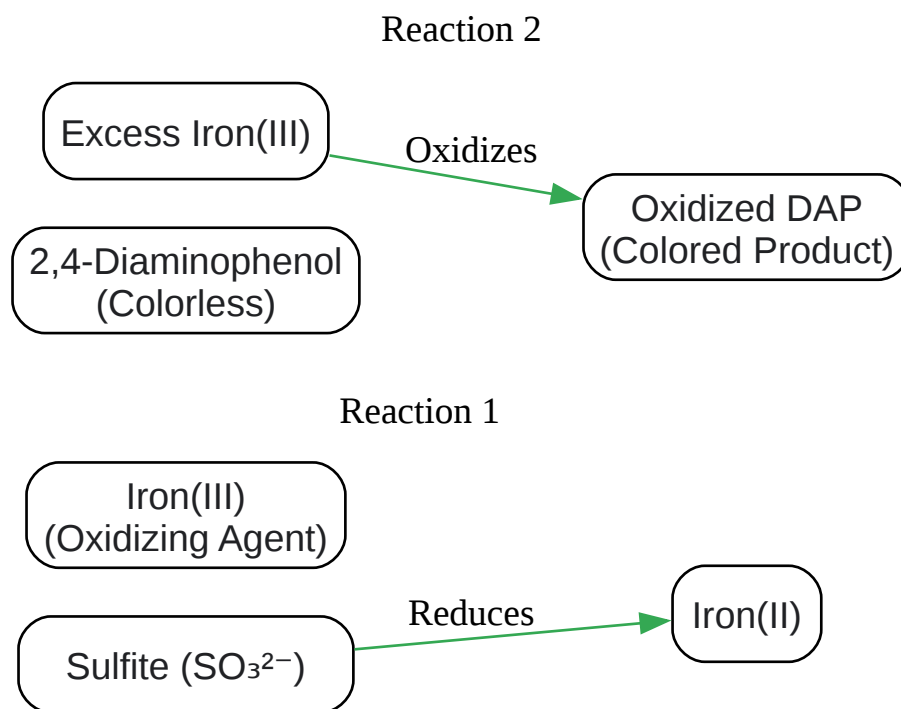 Reaction 2
Excess Iron(III)
Oxidizes
Oxidized DAP
(Colored Product)
2,4-Diaminophenol
(Colorless)
Reaction 1
Iron(III)
(Oxidizing Agent)
Reduces
Iron(II)
Sulfite (SO₃²⁻)